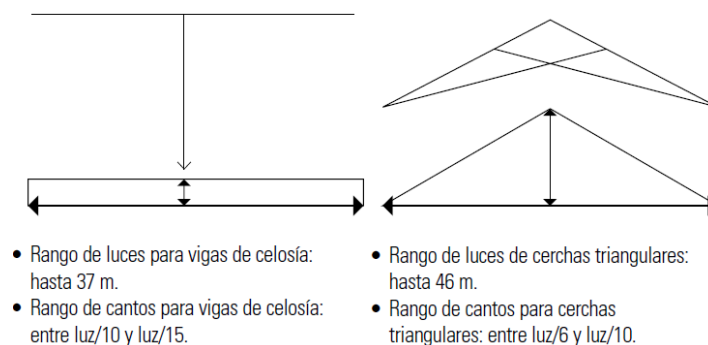 • Rango de luces para vigas de celosía:
hasta 37 m.
• Rango de cantos para vigas de celosía:
entre luz/10 y luz/15.
• Rango de luces de cerchas triangulares:
hasta 46 m.
• Rango de cantos para cerchas
triangulares: entre luz/6 y luz/10.